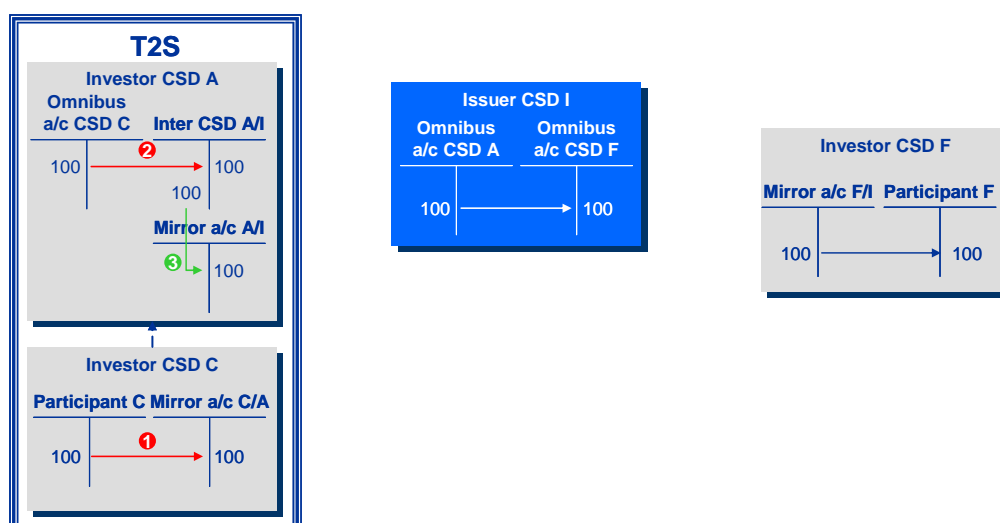 T2S
Investor CSD A
Omnibus
a/c CSD C Inter CSD A/I
2
100 100
100
Mirror a/c A/I
3
100
Investor CSD C
Participant C Mirror a/c C/A
1
100 100
Issuer CSD I
Omnibus Omnibus
a/c CSD A a/c CSD F
100 100
Investor CSD F
Mirror a/c F/I Participant F
100 100